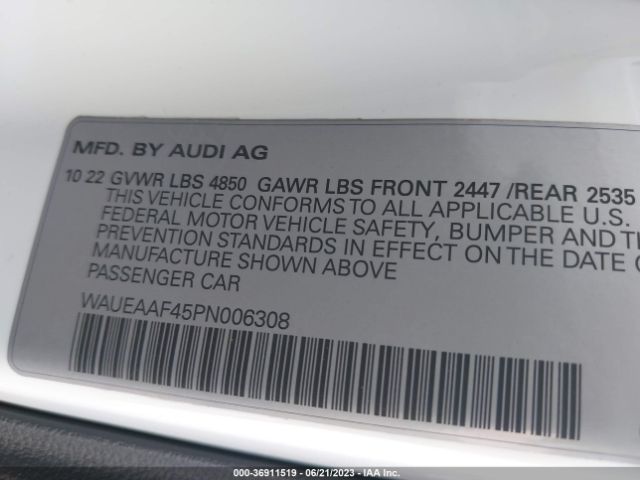 MFD. BY AUDI AG
10 22 GVWR LBS 4850 GAWR LBS FRONT 2447 /REAR 2535
THIS VEHICLE CONFORMS TO ALL APPLICABLE U.S.
FEDERAL MOTOR VEHICLE SAFETY, BUMPER AND TH
PREVENTION STANDARDS IN EFFECT ON THE DATE O
MANUFACTURE SHOWN ABOVE
PASSENGER CAR
WAUEAAF45PN006308
000-36911519 - 06/21/2023 - IAA Inc.